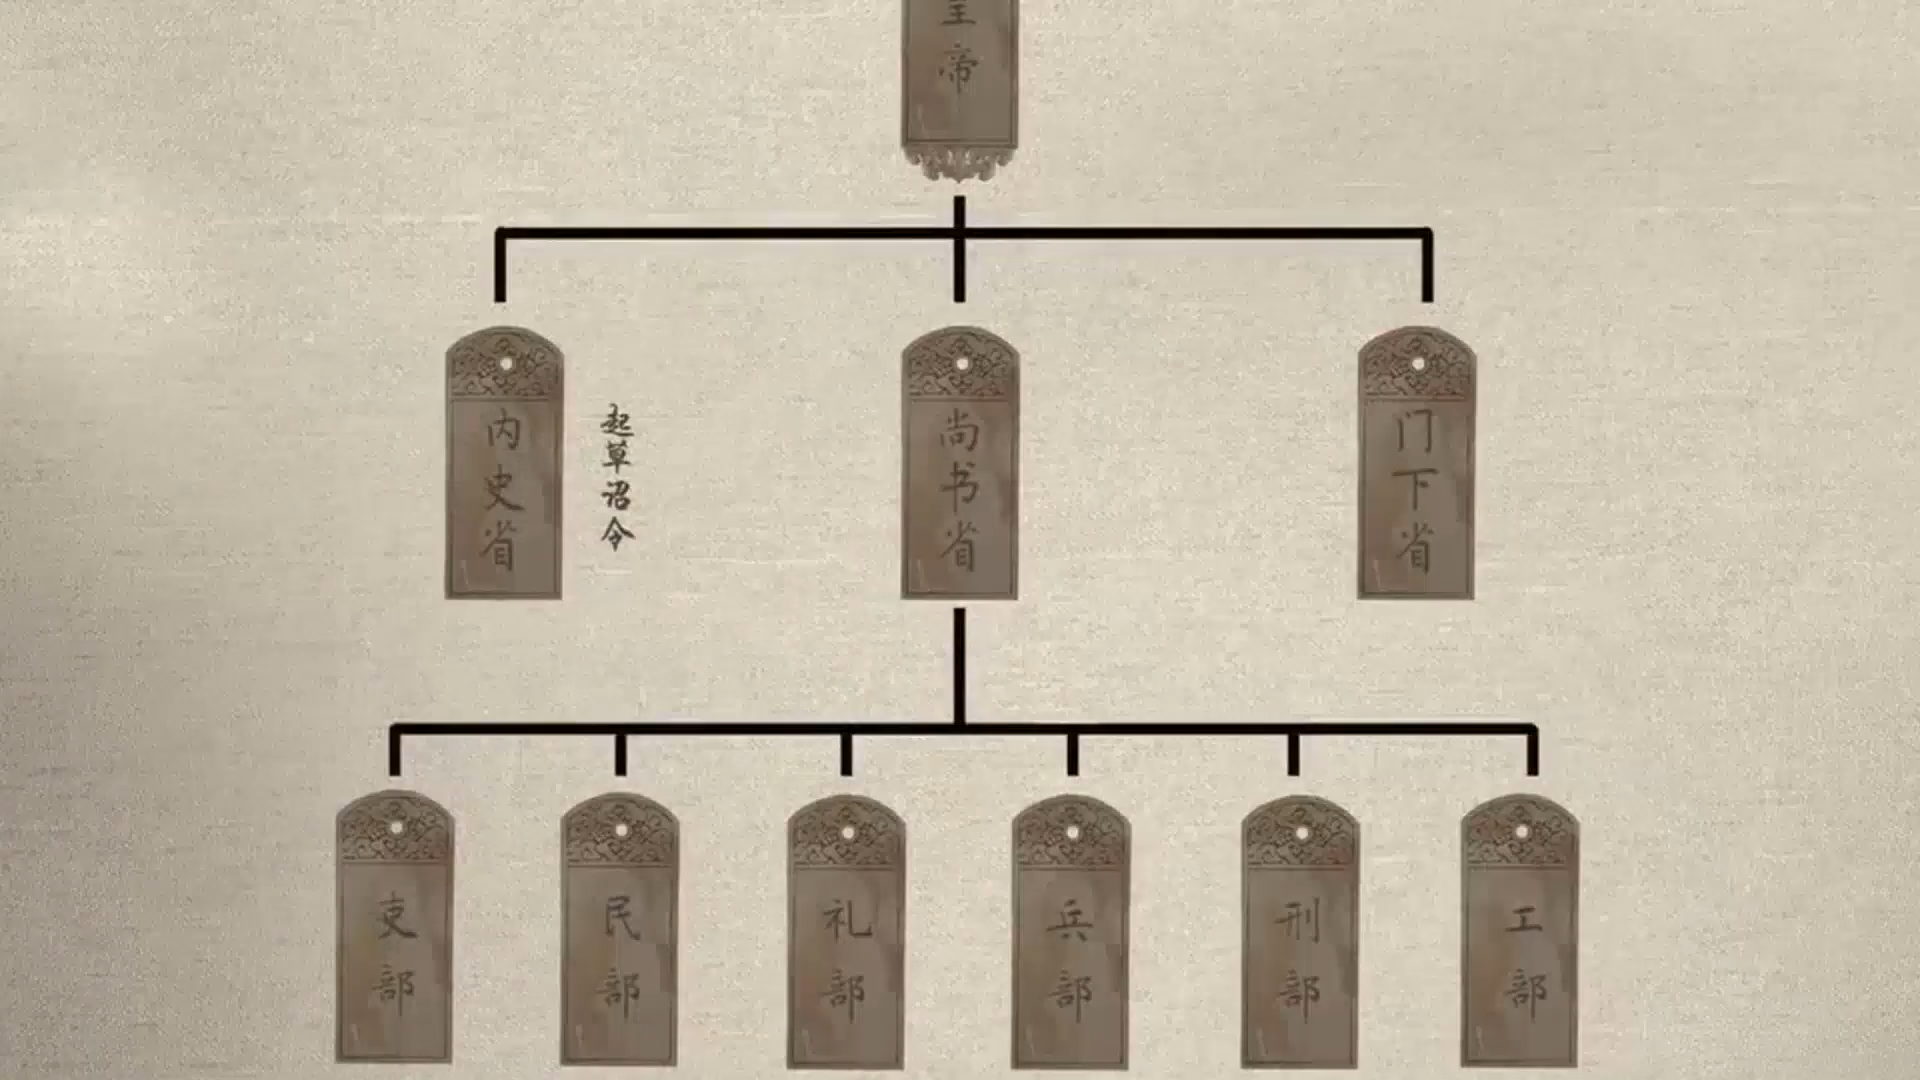 皇帝
内史省
起草诏令
尚书省
门下省
吏部
民部
礼部
兵部
刑部
工部